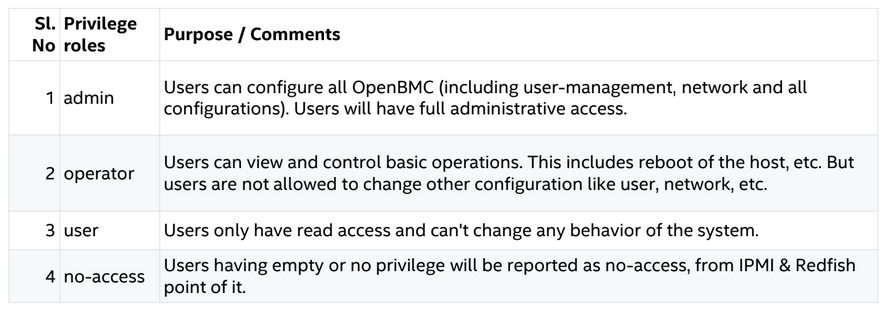 Sl. No Privilege roles Purpose / Comments
1 admin Users can configure all OpenBMC (including user-management, network and all
configurations). Users will have full administrative access.
2 operator Users can view and control basic operations. This includes reboot of the host, etc. But
users are not allowed to change other configuration like user, network, etc.
3 user Users only have read access and can't change any behavior of the system.
4 no-access Users having empty or no privilege will be reported as no-access, from IPMI & Redfish
point of it.